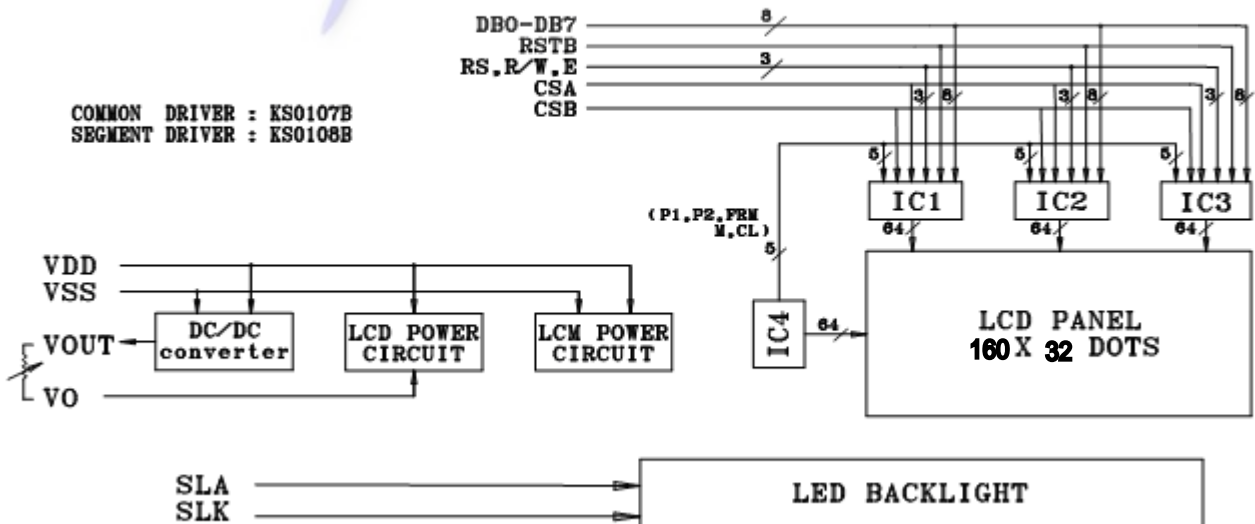 DB0-DB7
8
RSTB
RS.R/W.E
3
CSA
CSB
3 8 3 8 3 8
COMMON DRIVER : KS0107B
SEGMENT DRIVER : KS0108B
5 5 5
IC1 IC2 IC3
64 64 64
(P1,P2,FRM
M,CL)
5
VDD
VSS
DC/DC
converter
LCD POWER
CIRCUIT
LCM POWER
CIRCUIT
VOUT
VO
IC4
64
LCD PANEL
160 X 32 DOTS
SLA
SLK
LED BACKLIGHT